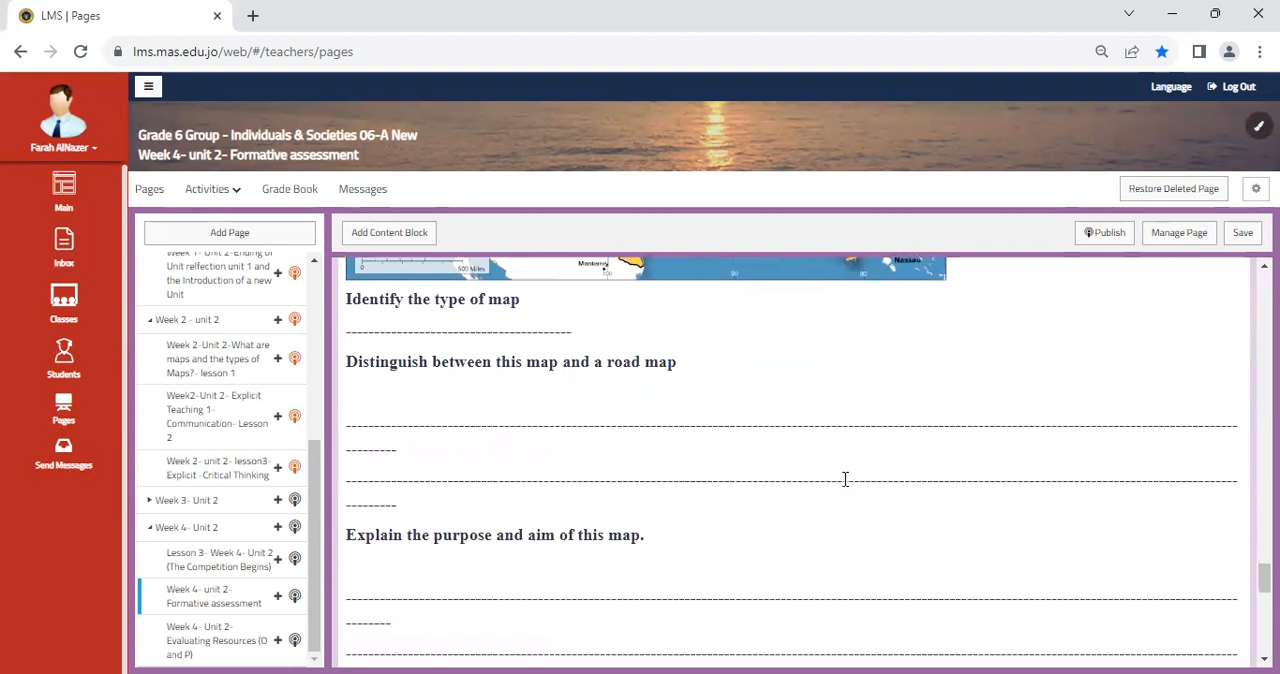 LMS | Pages
lms.mas.edu.jo/web/#/teachers/pages
Language
Log Out
Grade 6 Group - Individuals & Societies 06-A New
Week 4- unit 2- Formative assessment
Farah AlNazer
Main
Inbox
Classes
Students
Pages
Send Messages
Pages
Activities
Grade Book
Messages
Restore Deleted Page
Add Page
Add Content Block
Publish
Manage Page
Save
Week 1- Unit 2-Ending of
Unit relfection unit 1 and
the Introduction of a new
Unit
Week 2 - unit 2
Week 2-Unit 2-What are
maps and the types of
Maps?- lesson 1
Week2-Unit 2- Explicit
Teaching 1-
Communication- Lesson
2
Week 2- unit 2- lesson3-
Explicit -Critical Thinking
Week 3- Unit 2
Week 4- Unit 2
Lesson 3- Week 4- Unit 2
(The Competition Begins)
Week 4- unit 2-
Formative assessment
Week 4- Unit 2-
Evaluating Resources (O
and P)
0
500 Miles
Monterrey
100
90
80
Nassau
Identify the type of map
Distinguish between this map and a road map
Explain the purpose and aim of this map.